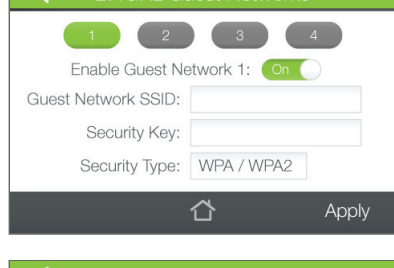 1 2 3 4
Enable Guest Network 1: On
Guest Network SSID:
Security Key:
Security Type: WPA / WPA2
Apply